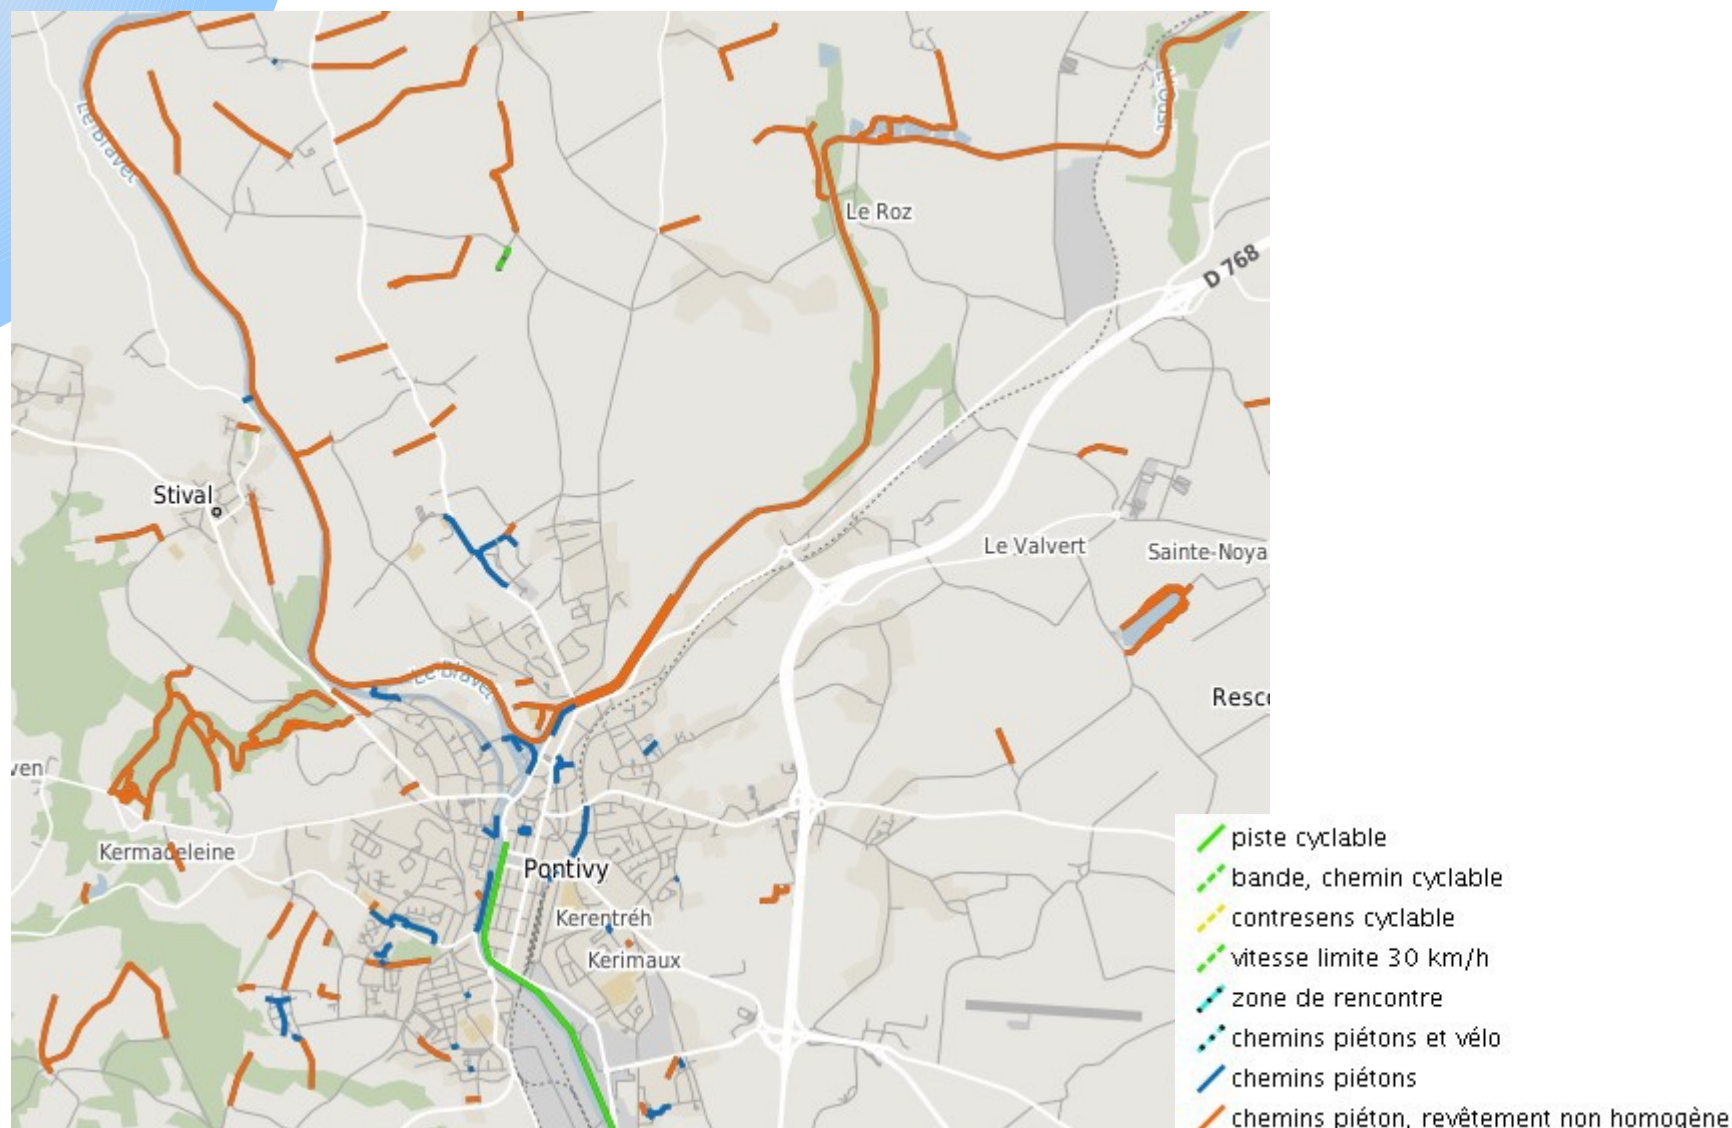 Le Blavet
L'Oust
Le Roz
D 768
Stival
Le Valvert
Sainte-Noya
Le Blavet
Resco
ven
Kermadeleine
Pontivy
Kerentréh
Kerimaux
piste cyclable
bande, chemin cyclable
contresens cyclable
vitesse limite 30 km/h
zone de rencontre
chemins piétons et vélo
chemins piétons
chemins piéton, revêtement non homogène